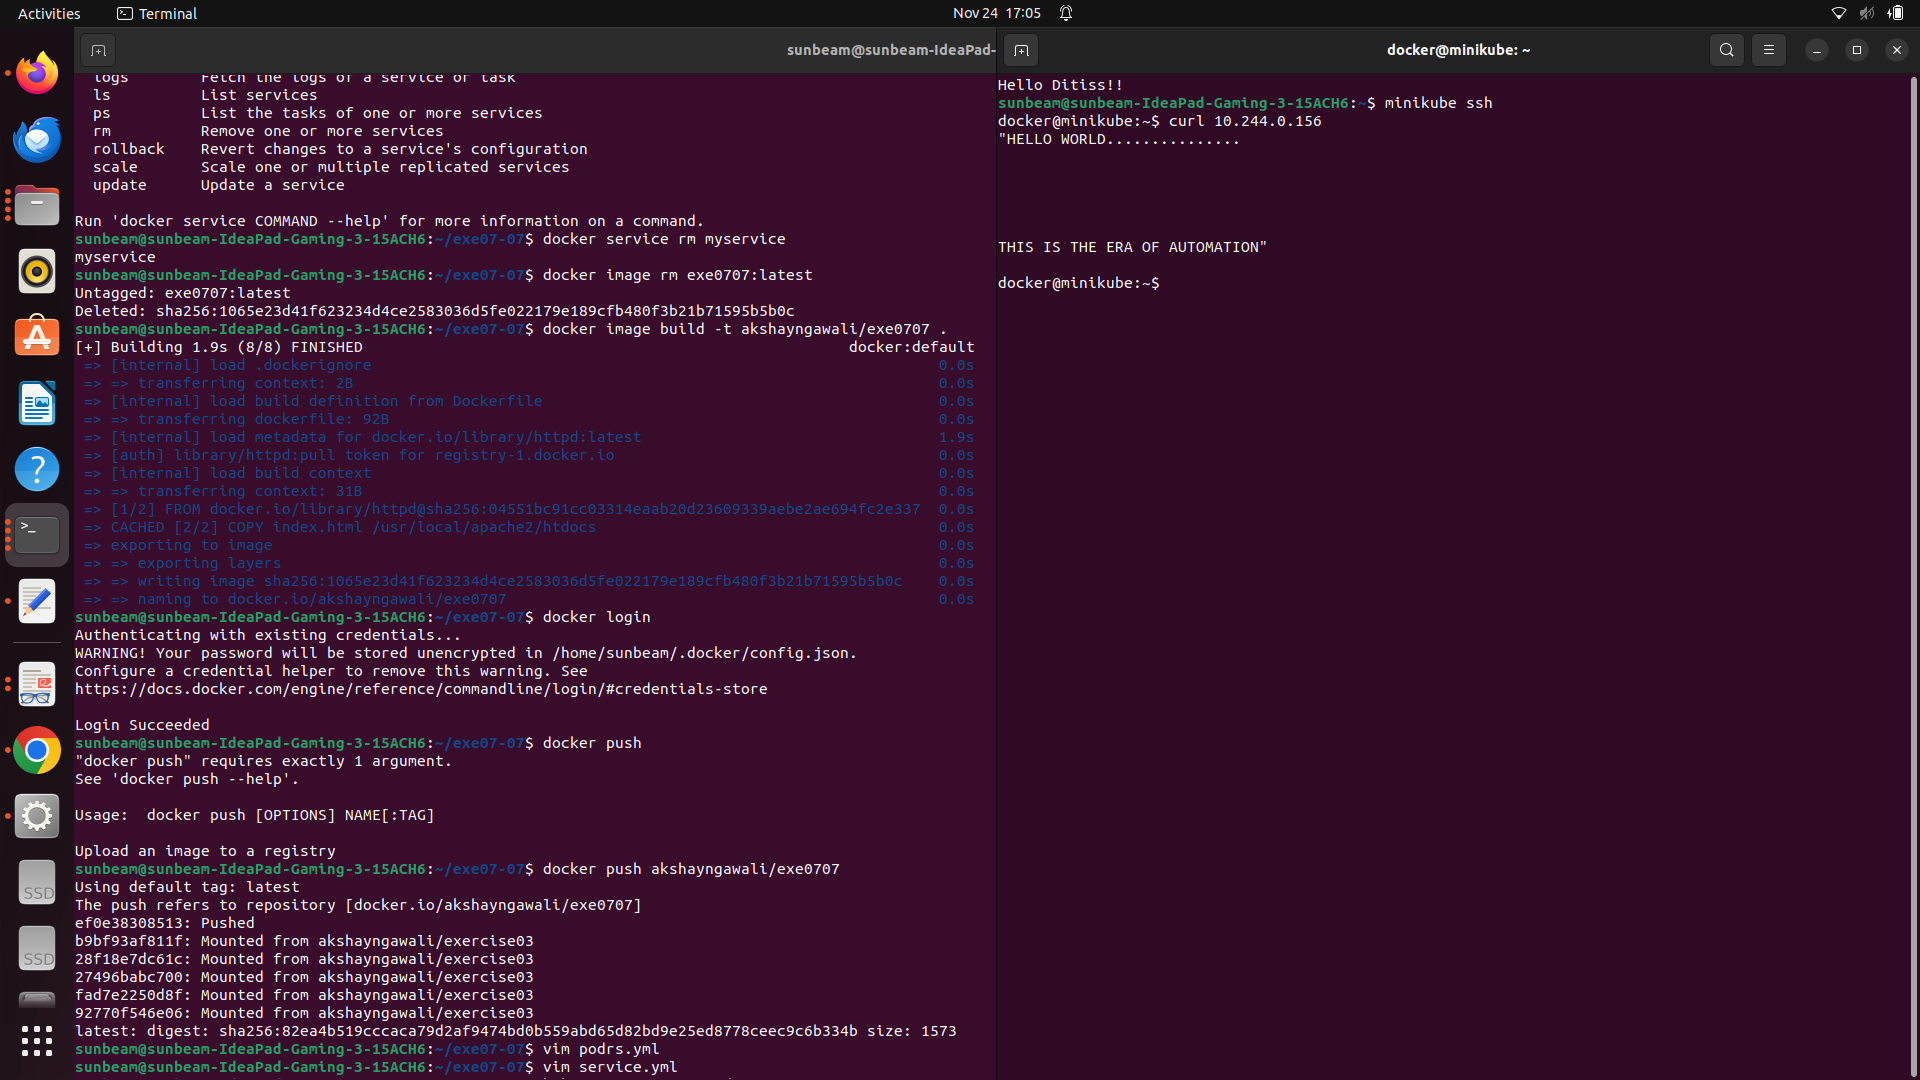 Activities
Terminal
Nov 24 17:05
sunbeam@sunbeam-IdeaPad-
logs Fetch the logs of a service or task
ls List services
ps List the tasks of one or more services
rm Remove one or more services
rollback Revert changes to a service's configuration
scale Scale one or multiple replicated services
update Update a service
Run 'docker service COMMAND --help' for more information on a command.
sunbeam@sunbeam-IdeaPad-Gaming-3-15ACH6:~/exe07-07$ docker service rm myservice
myservice
sunbeam@sunbeam-IdeaPad-Gaming-3-15ACH6:~/exe07-07$ docker image rm exe0707:latest
Untagged: exe0707:latest
Deleted: sha256:1065e23d41f623234d4ce2583036d5fe022179e189cfb480f3b21b71595b5b0c
sunbeam@sunbeam-IdeaPad-Gaming-3-15ACH6:~/exe07-07$ docker image build -t akshayngawali/exe0707 .
[+] Building 1.9s (8/8) FINISHED docker:default
=> [internal] load .dockerignore 0.0s
=> => transferring context: 2B 0.0s
=> [internal] load build definition from Dockerfile 0.0s
=> => transferring dockerfile: 92B 0.0s
=> [internal] load metadata for docker.io/library/httpd:latest 1.9s
=> [auth] library/httpd:pull token for registry-1.docker.io 0.0s
=> [internal] load build context 0.0s
=> => transferring context: 31B 0.0s
=> [1/2] FROM docker.io/library/httpd@sha256:04551bc91cc03314eaab20d23609339aebe2ae694fc2e337 0.0s
=> CACHED [2/2] COPY index.html /usr/local/apache2/htdocs 0.0s
=> exporting to image 0.0s
=> => exporting layers 0.0s
=> => writing image sha256:1065e23d41f623234d4ce2583036d5fe022179e189cfb480f3b21b71595b5b0c 0.0s
=> => naming to docker.io/akshayngawali/exe0707 0.0s
sunbeam@sunbeam-IdeaPad-Gaming-3-15ACH6:~/exe07-07$ docker login
Authenticating with existing credentials...
WARNING! Your password will be stored unencrypted in /home/sunbeam/.docker/config.json.
Configure a credential helper to remove this warning. See
https://docs.docker.com/engine/reference/commandline/login/#credentials-store
Login Succeeded
sunbeam@sunbeam-IdeaPad-Gaming-3-15ACH6:~/exe07-07$ docker push
"docker push" requires exactly 1 argument.
See 'docker push --help'.
Usage:  docker push [OPTIONS] NAME[:TAG]
Upload an image to a registry
sunbeam@sunbeam-IdeaPad-Gaming-3-15ACH6:~/exe07-07$ docker push akshayngawali/exe0707
Using default tag: latest
The push refers to repository [docker.io/akshayngawali/exe0707]
ef0e38308513: Pushed
b9bf93af811f: Mounted from akshayngawali/exercise03
28f18e7dc61c: Mounted from akshayngawali/exercise03
27496babc700: Mounted from akshayngawali/exercise03
fad7e2250d8f: Mounted from akshayngawali/exercise03
92770f546e06: Mounted from akshayngawali/exercise03
latest: digest: sha256:82ea4b519cccaca79d2af9474bd0b559abd65d82bd9e25ed8778ceec9c6b334b size: 1573
sunbeam@sunbeam-IdeaPad-Gaming-3-15ACH6:~/exe07-07$ vim podrs.yml
sunbeam@sunbeam-IdeaPad-Gaming-3-15ACH6:~/exe07-07$ vim service.yml
docker@minikube: ~
Hello Ditiss!!
sunbeam@sunbeam-IdeaPad-Gaming-3-15ACH6:~$ minikube ssh
docker@minikube:~$ curl 10.244.0.156
"HELLO WORLD...............
THIS IS THE ERA OF AUTOMATION"
docker@minikube:~$
SSD
SSD